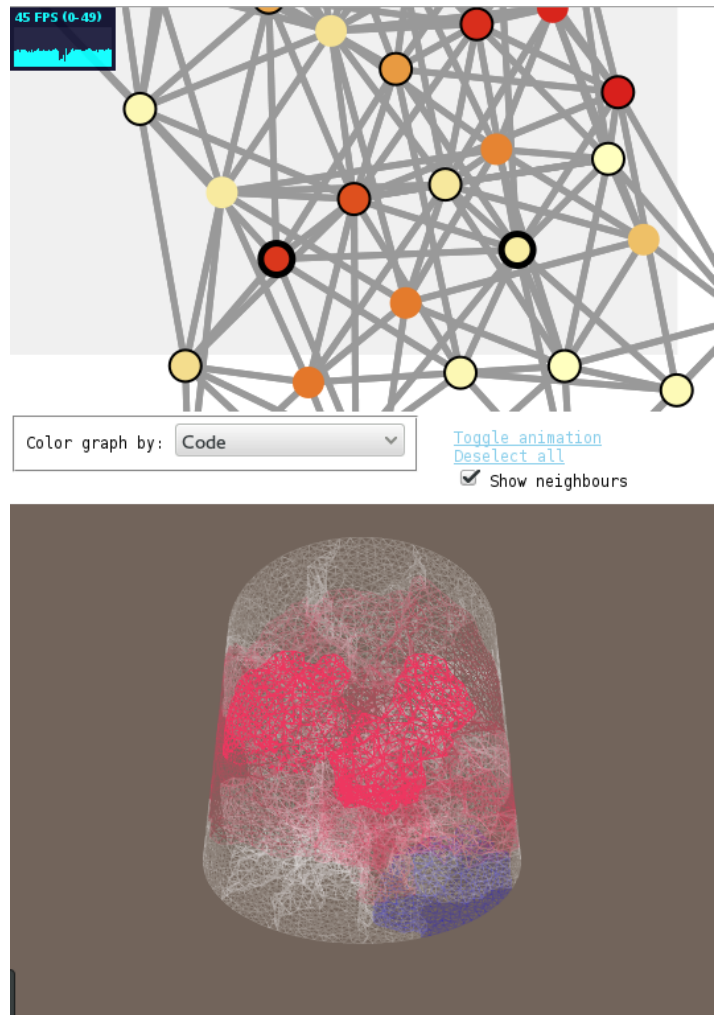 45 FPS (0-49)
Color graph by: Code
Toggle animation
Deselect all
Show neighbours